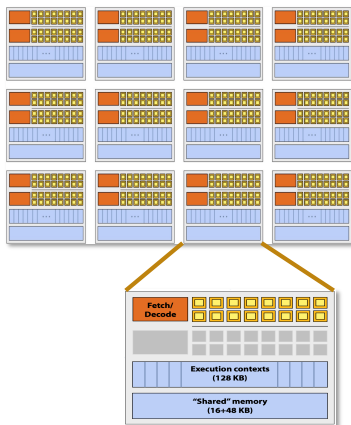 Fetch/
Decode
Execution contexts
(128 KB)
"Shared" memory
(16+48 KB)